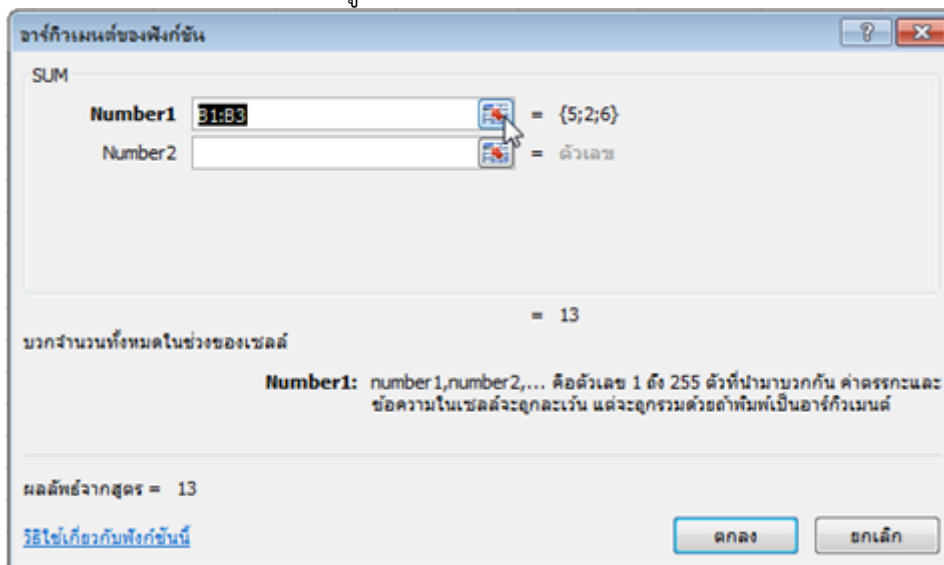 อาร์กิวเมนต์ของฟังก์ชัน
SUM
Number1 B1:B3 = {5;2;6}
Number2 = ตัวเลข
= 13
บวกจำนวนทั้งหมดในช่วงของเซลล์
Number1: number1,number2,... คือตัวเลข 1 ถึง 255 ตัวที่นำมาบวกกัน ค่าตรรกะและ
ข้อความในเซลล์จะถูกละเว้น แต่จะถูกรวมด้วยถ้าพิมพ์เป็นอาร์กิวเมนต์
ผลลัพธ์จากสูตร = 13
วิธีใช้เกี่ยวกับฟังก์ชันนี้ ตกลง ยกเลิก